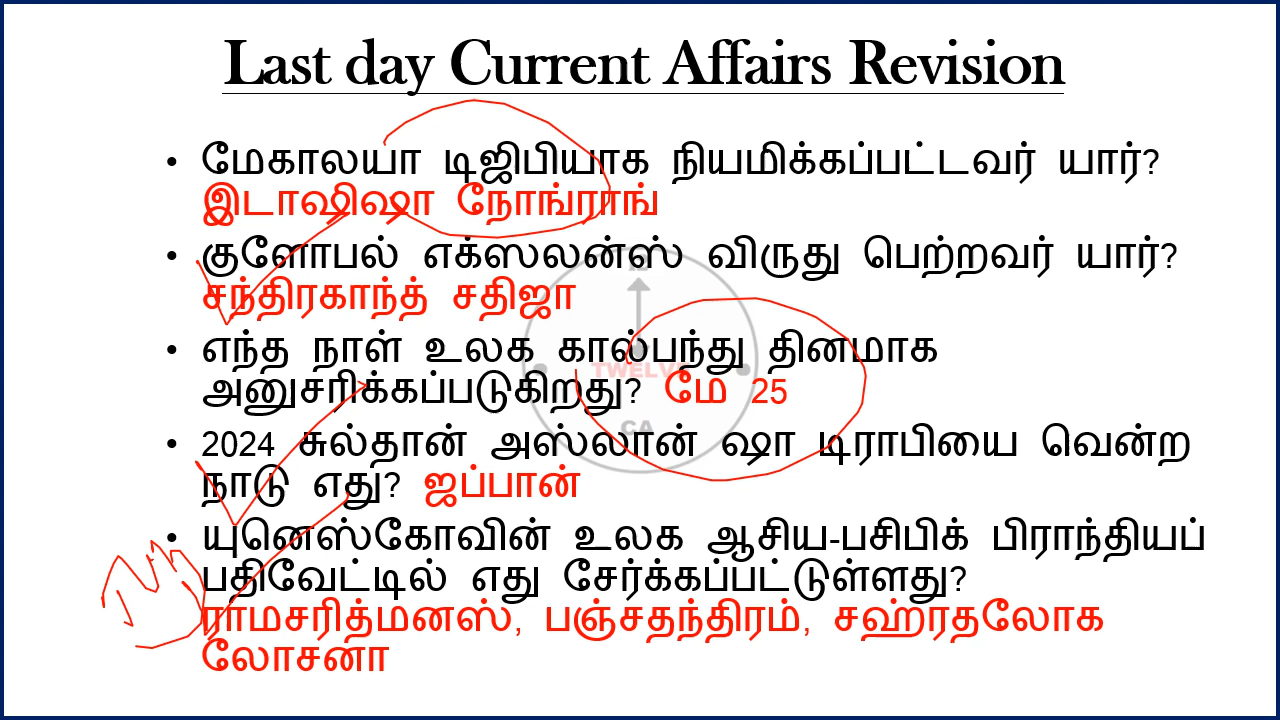 Last day Current Affairs Revision
• மேகாலயா டிஜிபியாக நியமிக்கப்பட்டவர் யார்?
இடாஷிஷா நோங்ராங்
• குளோபல் எக்ஸலன்ஸ் விருது பெற்றவர் யார்?
சந்திரகாந்த் சதிஜா
• எந்த நாள் உலக கால்பந்து தினமாக
அனுசரிக்கப்படுகிறது? மே 25
• 2024 சுல்தான் அஸ்லான் ஷா டிராபியை வென்ற
நாடு எது? ஜப்பான்
• யுனெஸ்கோவின் உலக ஆசிய-பசிபிக் பிராந்தியப்
பதிவேட்டில் எது சேர்க்கப்பட்டுள்ளது?
ராமசரித்மனஸ், பஞ்சதந்திரம், சஹ்ரதலோக
லோசனா
TWELVE
CA